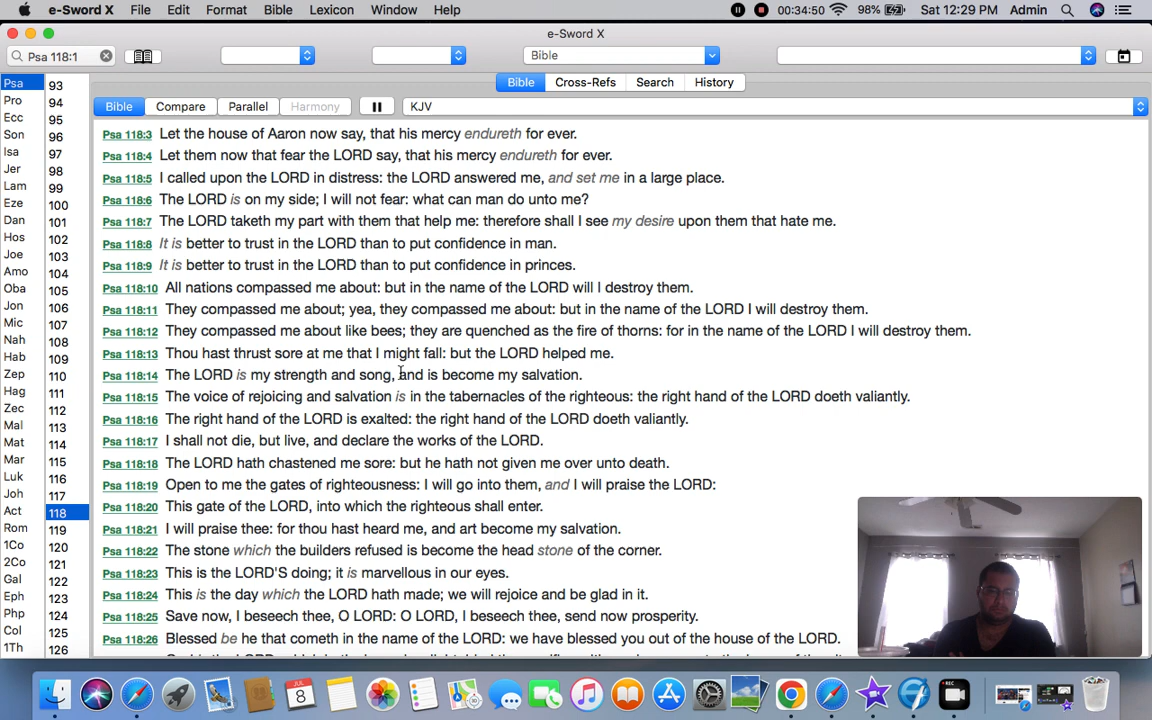 e-Sword X File Edit Format Bible Lexicon Window Help 00:34:50 98% Sat 12:29 PM Admin
e-Sword X
Psa 118:1 Bible
Bible Cross-Refs Search History
Bible Compare Parallel Harmony KJV
Psa 93
Pro 94
Ecc 95
Son 96
Isa 97
Jer 98
Lam 99
Eze 100
Dan 101
Hos 102
Joe 103
Amo 104
Oba 105
Jon 106
Mic 107
Nah 108
Hab 109
Zep 110
Hag 111
Zec 112
Mal 113
Mat 114
Mar 115
Luk 116
Joh 117
Act 118
Rom 119
1Co 120
2Co 121
Gal 122
Eph 123
Php 124
Col 125
1Th 126
Psa 118:3 Let the house of Aaron now say, that his mercy endureth for ever.
Psa 118:4 Let them now that fear the LORD say, that his mercy endureth for ever.
Psa 118:5 I called upon the LORD in distress: the LORD answered me, and set me in a large place.
Psa 118:6 The LORD is on my side; I will not fear: what can man do unto me?
Psa 118:7 The LORD taketh my part with them that help me: therefore shall I see my desire upon them that hate me.
Psa 118:8 It is better to trust in the LORD than to put confidence in man.
Psa 118:9 It is better to trust in the LORD than to put confidence in princes.
Psa 118:10 All nations compassed me about: but in the name of the LORD will I destroy them.
Psa 118:11 They compassed me about; yea, they compassed me about: but in the name of the LORD I will destroy them.
Psa 118:12 They compassed me about like bees; they are quenched as the fire of thorns: for in the name of the LORD I will destroy them.
Psa 118:13 Thou hast thrust sore at me that I might fall: but the LORD helped me.
Psa 118:14 The LORD is my strength and song, and is become my salvation.
Psa 118:15 The voice of rejoicing and salvation is in the tabernacles of the righteous: the right hand of the LORD doeth valiantly.
Psa 118:16 The right hand of the LORD is exalted: the right hand of the LORD doeth valiantly.
Psa 118:17 I shall not die, but live, and declare the works of the LORD.
Psa 118:18 The LORD hath chastened me sore: but he hath not given me over unto death.
Psa 118:19 Open to me the gates of righteousness: I will go into them, and I will praise the LORD:
Psa 118:20 This gate of the LORD, into which the righteous shall enter.
Psa 118:21 I will praise thee: for thou hast heard me, and art become my salvation.
Psa 118:22 The stone which the builders refused is become the head stone of the corner.
Psa 118:23 This is the LORD'S doing; it is marvellous in our eyes.
Psa 118:24 This is the day which the LORD hath made; we will rejoice and be glad in it.
Psa 118:25 Save now, I beseech thee, O LORD: O LORD, I beseech thee, send now prosperity.
Psa 118:26 Blessed be he that cometh in the name of the LORD: we have blessed you out of the house of the LORD.
JUL
8
REC